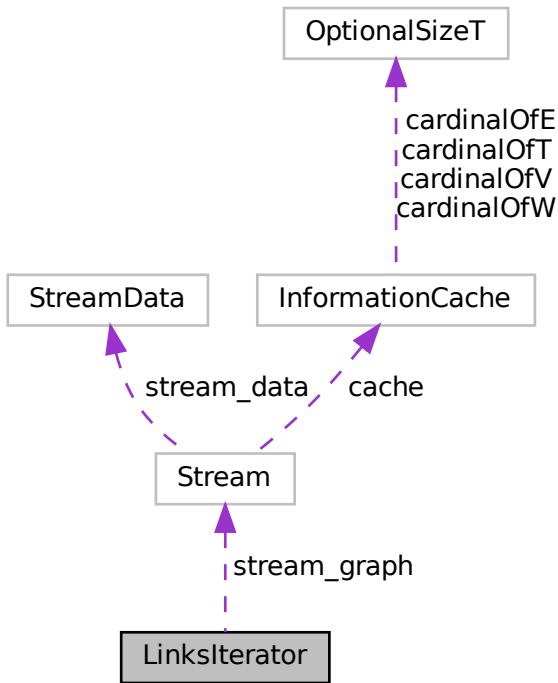 OptionalSizeT
cardinalOfE
cardinalOfT
cardinalOfV
cardinalOfW
StreamData
InformationCache
stream_data
cache
Stream
stream_graph
LinksIterator